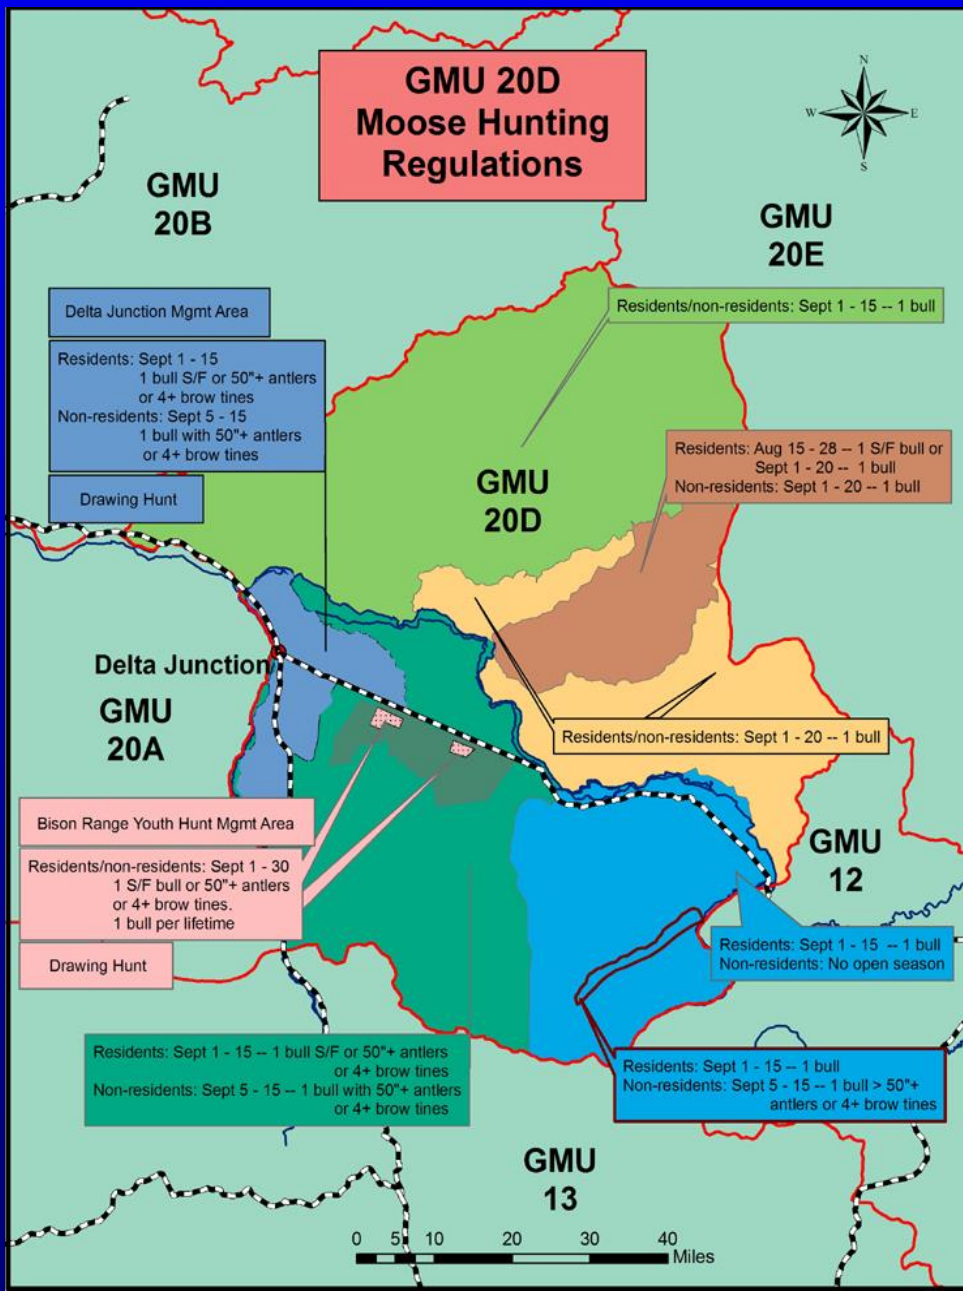 GMU 20D
Moose Hunting
Regulations
N
W
E
S
GMU
20B
GMU
20E
Delta Junction Mgmt Area
Residents: Sept 1 - 15
1 bull S/F or 50"+ antlers
or 4+ brow tines
Non-residents: Sept 5 - 15
1 bull with 50"+ antlers
or 4+ brow tines
Drawing Hunt
Residents/non-residents: Sept 1 - 15 -- 1 bull
Residents: Aug 15 - 28 -- 1 S/F bull or
Sept 1 - 20 -- 1 bull
Non-residents: Sept 1 - 20 -- 1 bull
GMU
20D
Delta Junction
GMU
20A
Residents/non-residents: Sept 1 - 20 -- 1 bull
Bison Range Youth Hunt Mgmt Area
Residents/non-residents: Sept 1 - 30
1 S/F bull or 50"+ antlers
or 4+ brow tines.
1 bull per lifetime
Drawing Hunt
GMU
12
Residents: Sept 1 - 15 -- 1 bull
Non-residents: No open season
Residents: Sept 1 - 15 -- 1 bull S/F or 50"+ antlers
or 4+ brow tines
Non-residents: Sept 5 - 15 -- 1 bull with 50"+ antlers
or 4+ brow tines
Residents: Sept 1 - 15 -- 1 bull
Non-residents: Sept 5 - 15 -- 1 bull > 50"+
antlers or 4+ brow tines
GMU
13
0 5 10 20 30 40
Miles